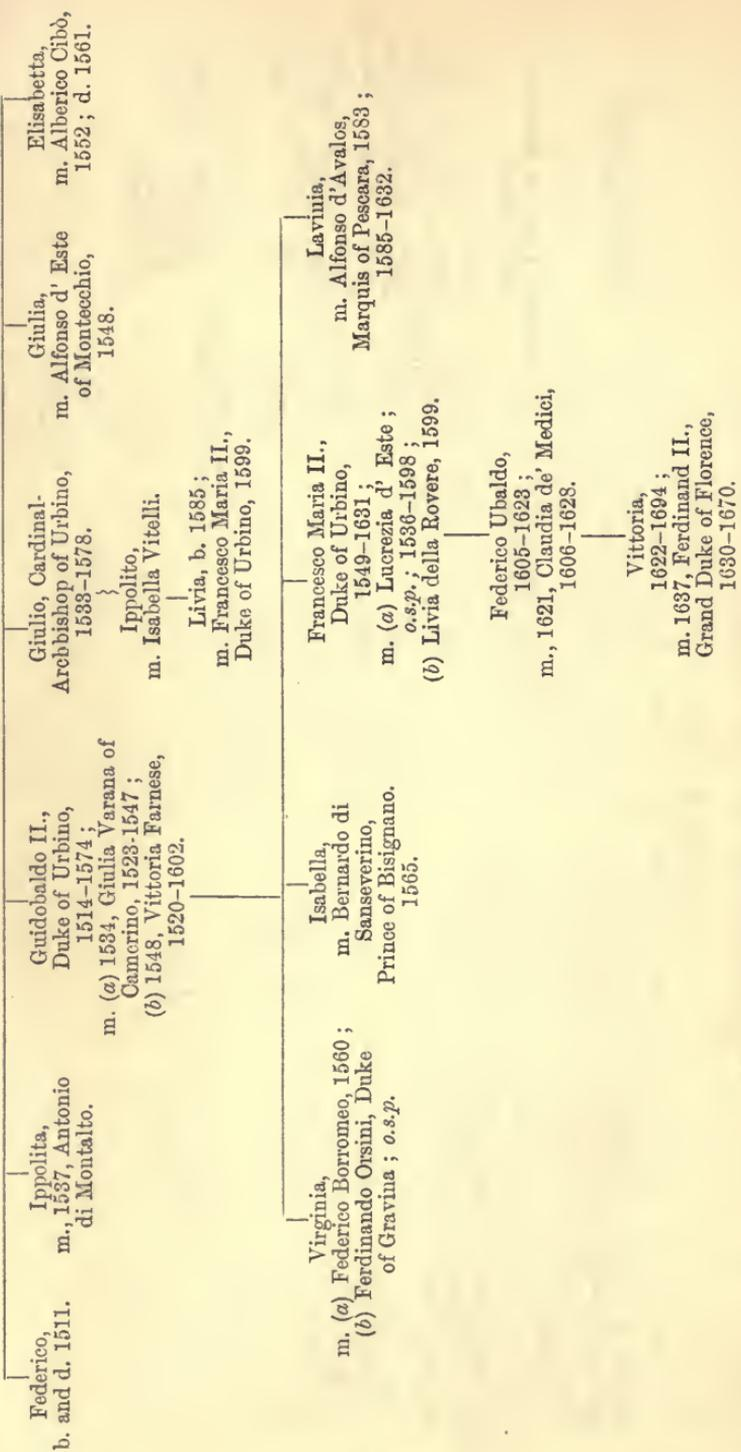 Federico,
b. and d. 1511.
Ippolita,
m., 1537, Antonio
di Montalto.
Guidobaldo II.,
Duke of Urbino,
1514–1574 ;
m. (a) 1534, Giulia Varana of
Camerino, 1523-1547 ;
(b) 1548, Vittoria Farnese,
1520–1602.
Giulio, Cardinal-
Archbishop of Urbino,
1533–1578.
Ippolito,
m. Isabella Vitelli.
Livia, b. 1585 ;
m. Francesco Maria II.,
Duke of Urbino, 1599.
Giulia,
m. Alfonso d' Este
of Montecchio,
1548.
Elisabetta,
m. Alberico Cibò,
1552 ; d. 1561.
Virginia,
m. (a) Federico Borromeo, 1560 ;
(b) Ferdinando Orsini, Duke
of Gravina ; o.s.p.
Isabella,
m. Bernardo di
Sanseverino,
Prince of Bisignano.
1565.
Francesco Maria II.,
Duke of Urbino,
1549–1631 ;
m. (a) Lucrezia d' Este ;
o.s.p. ; 1536–1598 ;
(b) Livia della Rovere, 1599.
Federico Ubaldo,
1605–1623 ;
m., 1621, Claudia de' Medici,
1606–1628.
Vittoria,
1622–1694 ;
m. 1637, Ferdinand II.,
Grand Duke of Florence,
1630–1670.
Lavinia,
m. Alfonso d'Avalos,
Marquis of Pescara, 1583 ;
1585–1632.